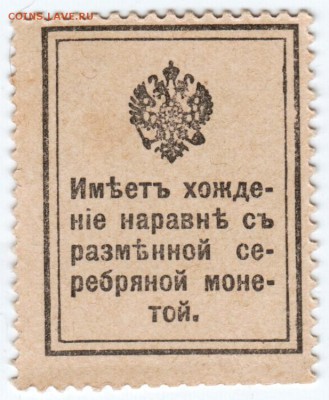 COINS.LAVE.RU
Имѣетъ хожде-
ніе наравнѣ съ
размѣнной се-
ребряной моне-
той.